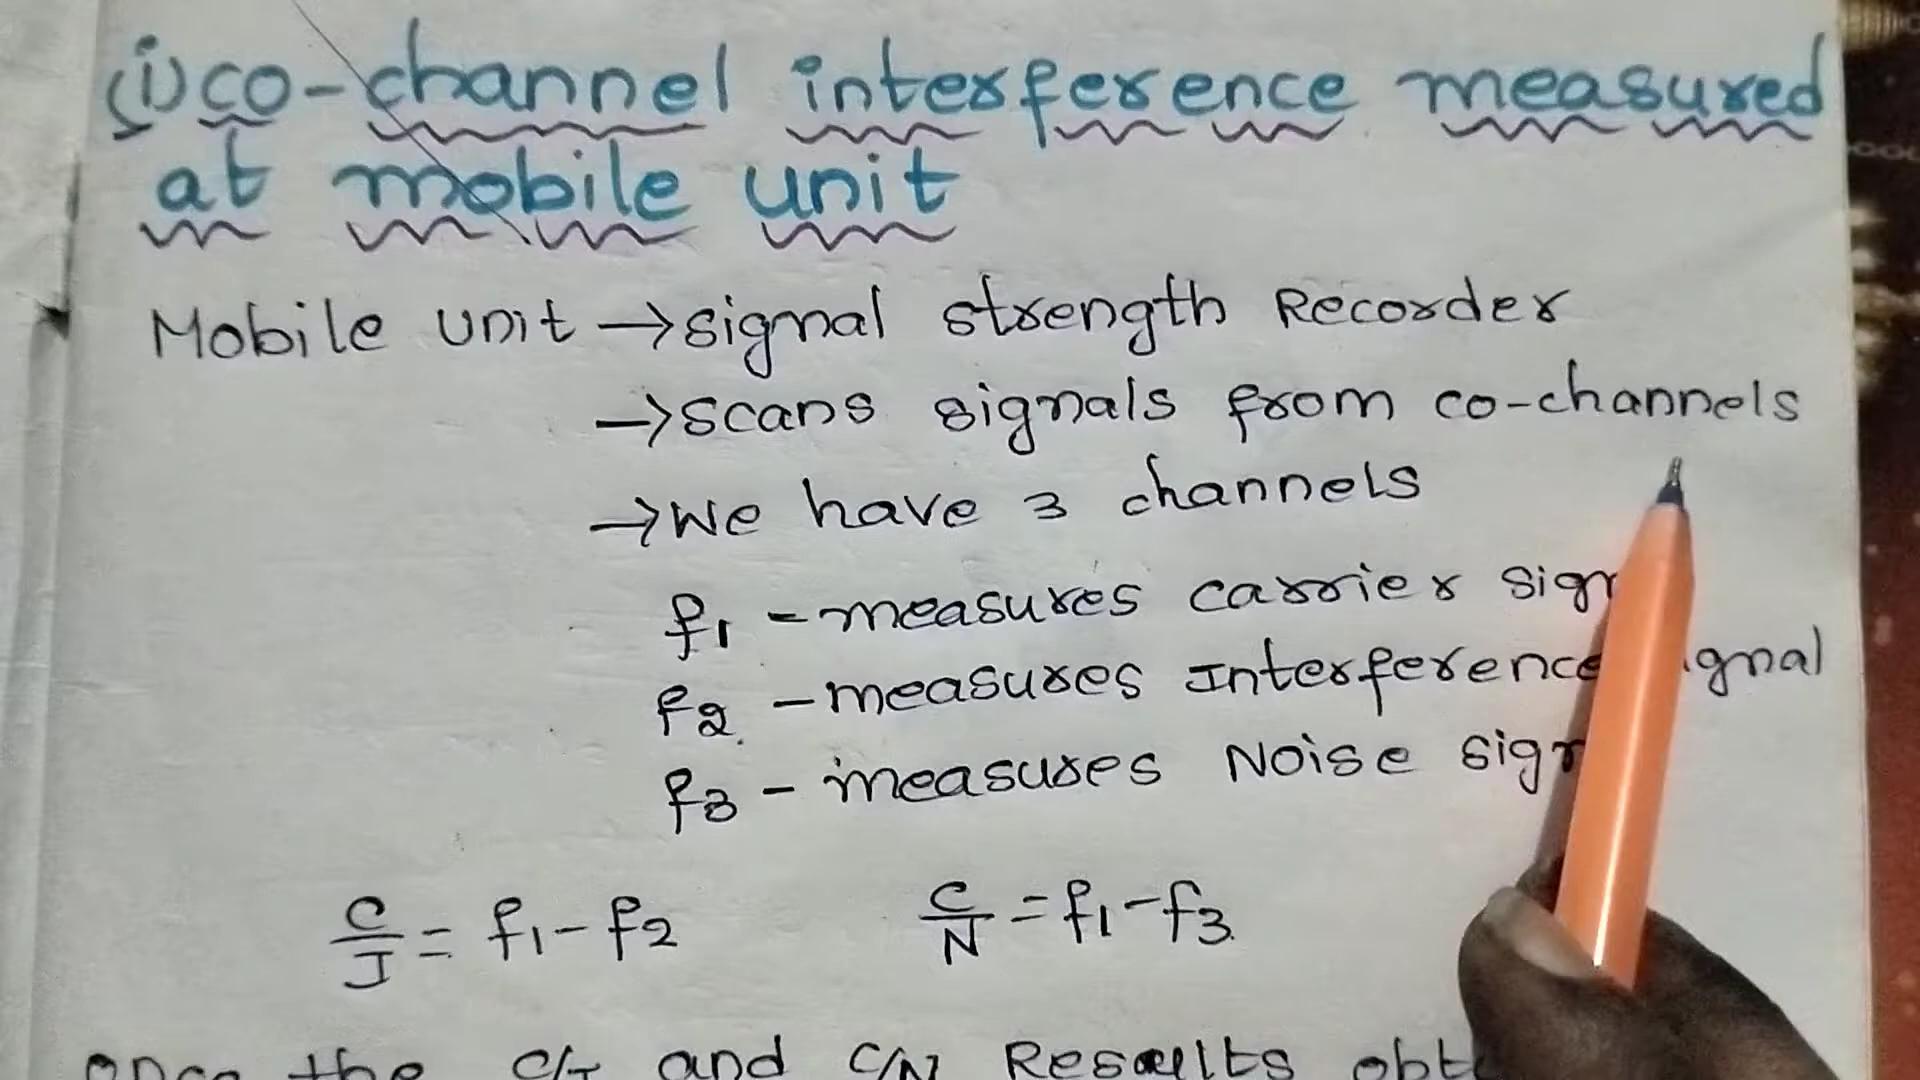 (i) co-channel interference measured
at mobile unit
Mobile unit → signal strength Recorder
→ scans signals from co-channels
→ We have 3 channels
f1 - measures carrier
f2 - measures Interference
f3 - measures Noise
C/I = f1 - f2 C/N = f1 - f3
once the C/I and C/N Results